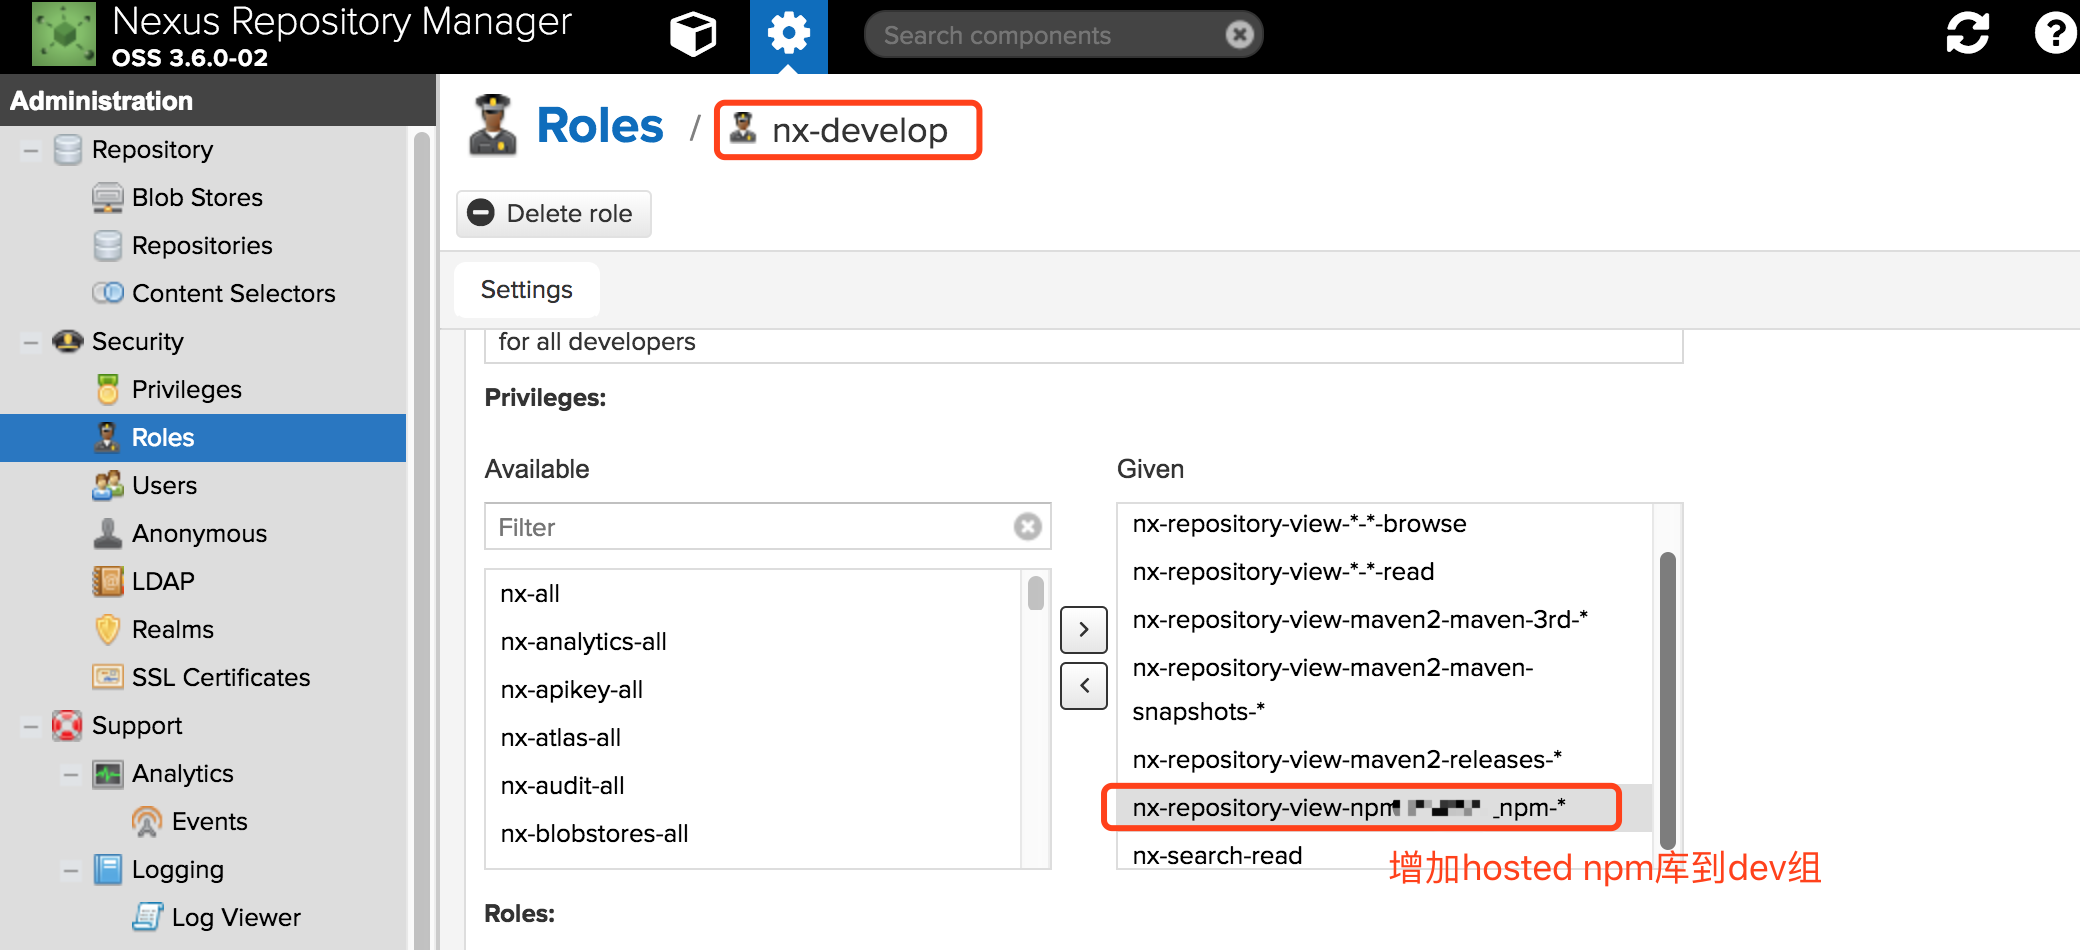 Nexus Repository Manager
OSS 3.6.0-02
Search components
Administration
Repository
Blob Stores
Repositories
Content Selectors
Security
Privileges
Roles
Users
Anonymous
LDAP
Realms
SSL Certificates
Support
Analytics
Events
Logging
Log Viewer
Roles / nx-develop
Delete role
Settings
for all developers
Privileges:
Available
Filter
nx-all
nx-analytics-all
nx-apikey-all
nx-atlas-all
nx-audit-all
nx-blobstores-all
Given
nx-repository-view-*-*-browse
nx-repository-view-*-*-read
nx-repository-view-maven2-maven-3rd-*
nx-repository-view-maven2-maven-
snapshots-*
nx-repository-view-maven2-releases-*
nx-repository-view-npm _npm-*
nx-search-read
增加hosted npm库到dev组
Roles: